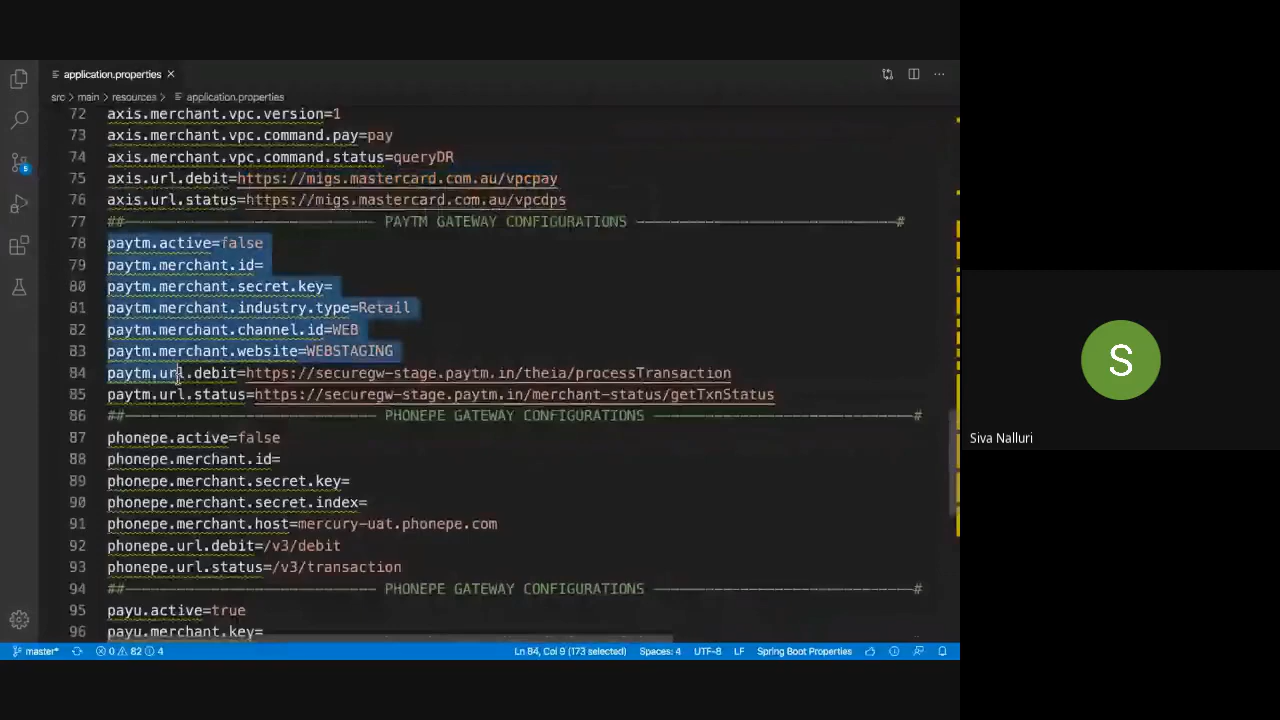 application.properties
src > main > resources > application.properties
72 axis.merchant.vpc.version=1
73 axis.merchant.vpc.command.pay=pay
74 axis.merchant.vpc.command.status=queryDR
75 axis.url.debit=https://migs.mastercard.com.au/vpcpay
76 axis.url.status=https://migs.mastercard.com.au/vpcdps
77 ##----------------------------- PAYTM GATEWAY CONFIGURATIONS ------------------------------#
78 paytm.active=false
79 paytm.merchant.id=
80 paytm.merchant.secret.key=
81 paytm.merchant.industry.type=Retail
82 paytm.merchant.channel.id=WEB
83 paytm.merchant.website=WEBSTAGING
84 paytm.url.debit=https://securegw-stage.paytm.in/theia/processTransaction
85 paytm.url.status=https://securegw-stage.paytm.in/merchant-status/getTxnStatus
86 ##----------------------------- PHONEPE GATEWAY CONFIGURATIONS ------------------------------#
87 phonepe.active=false
88 phonepe.merchant.id=
89 phonepe.merchant.secret.key=
90 phonepe.merchant.secret.index=
91 phonepe.merchant.host=mercury-uat.phonepe.com
92 phonepe.url.debit=/v3/debit
93 phonepe.url.status=/v3/transaction
94 ##----------------------------- PHONEPE GATEWAY CONFIGURATIONS ------------------------------#
95 payu.active=true
96 payu.merchant.key=
5
master* 0 82 4 Ln 84, Col 9 (173 selected) Spaces: 4 UTF-8 LF Spring Boot Properties
S
Siva Nalluri